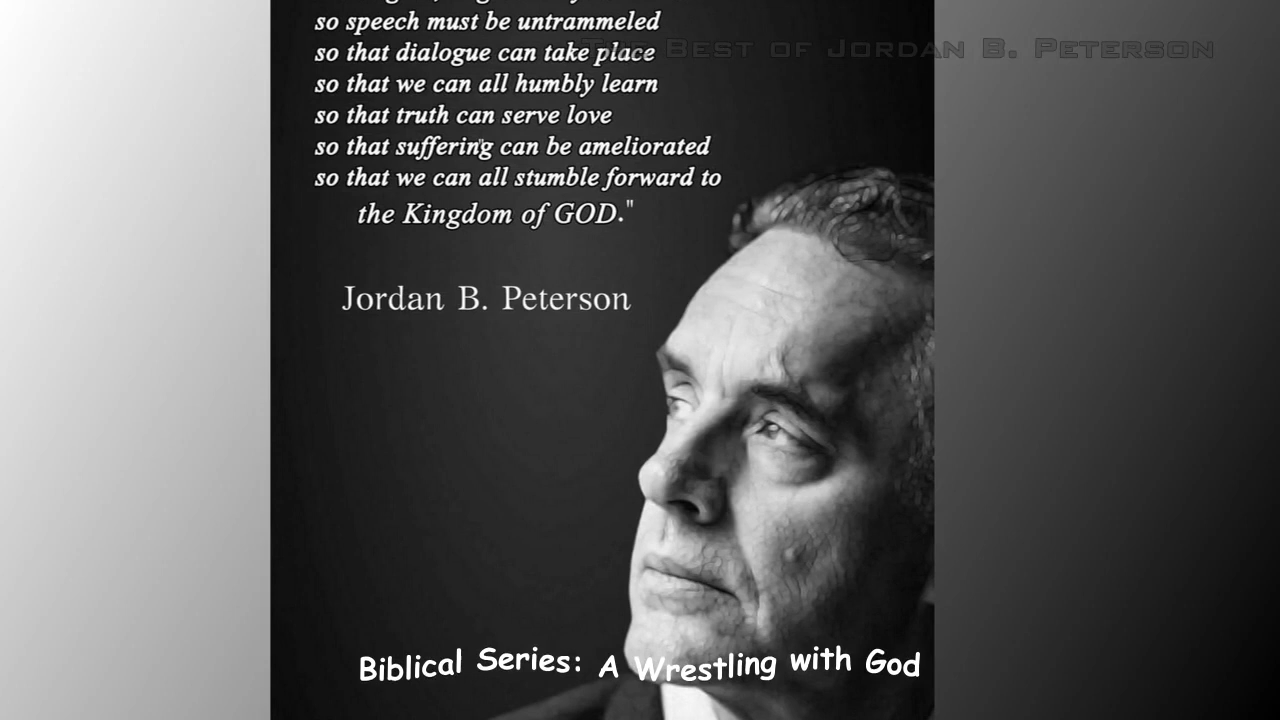 so speech must be untrammeled
THE BEST OF JORDAN B. PETERSON
so that dialogue can take place
so that we can all humbly learn
so that truth can serve love
so that suffering can be ameliorated
so that we can all stumble forward to
the Kingdom of GOD."
Jordan B. Peterson
Biblical Series: A Wrestling with God